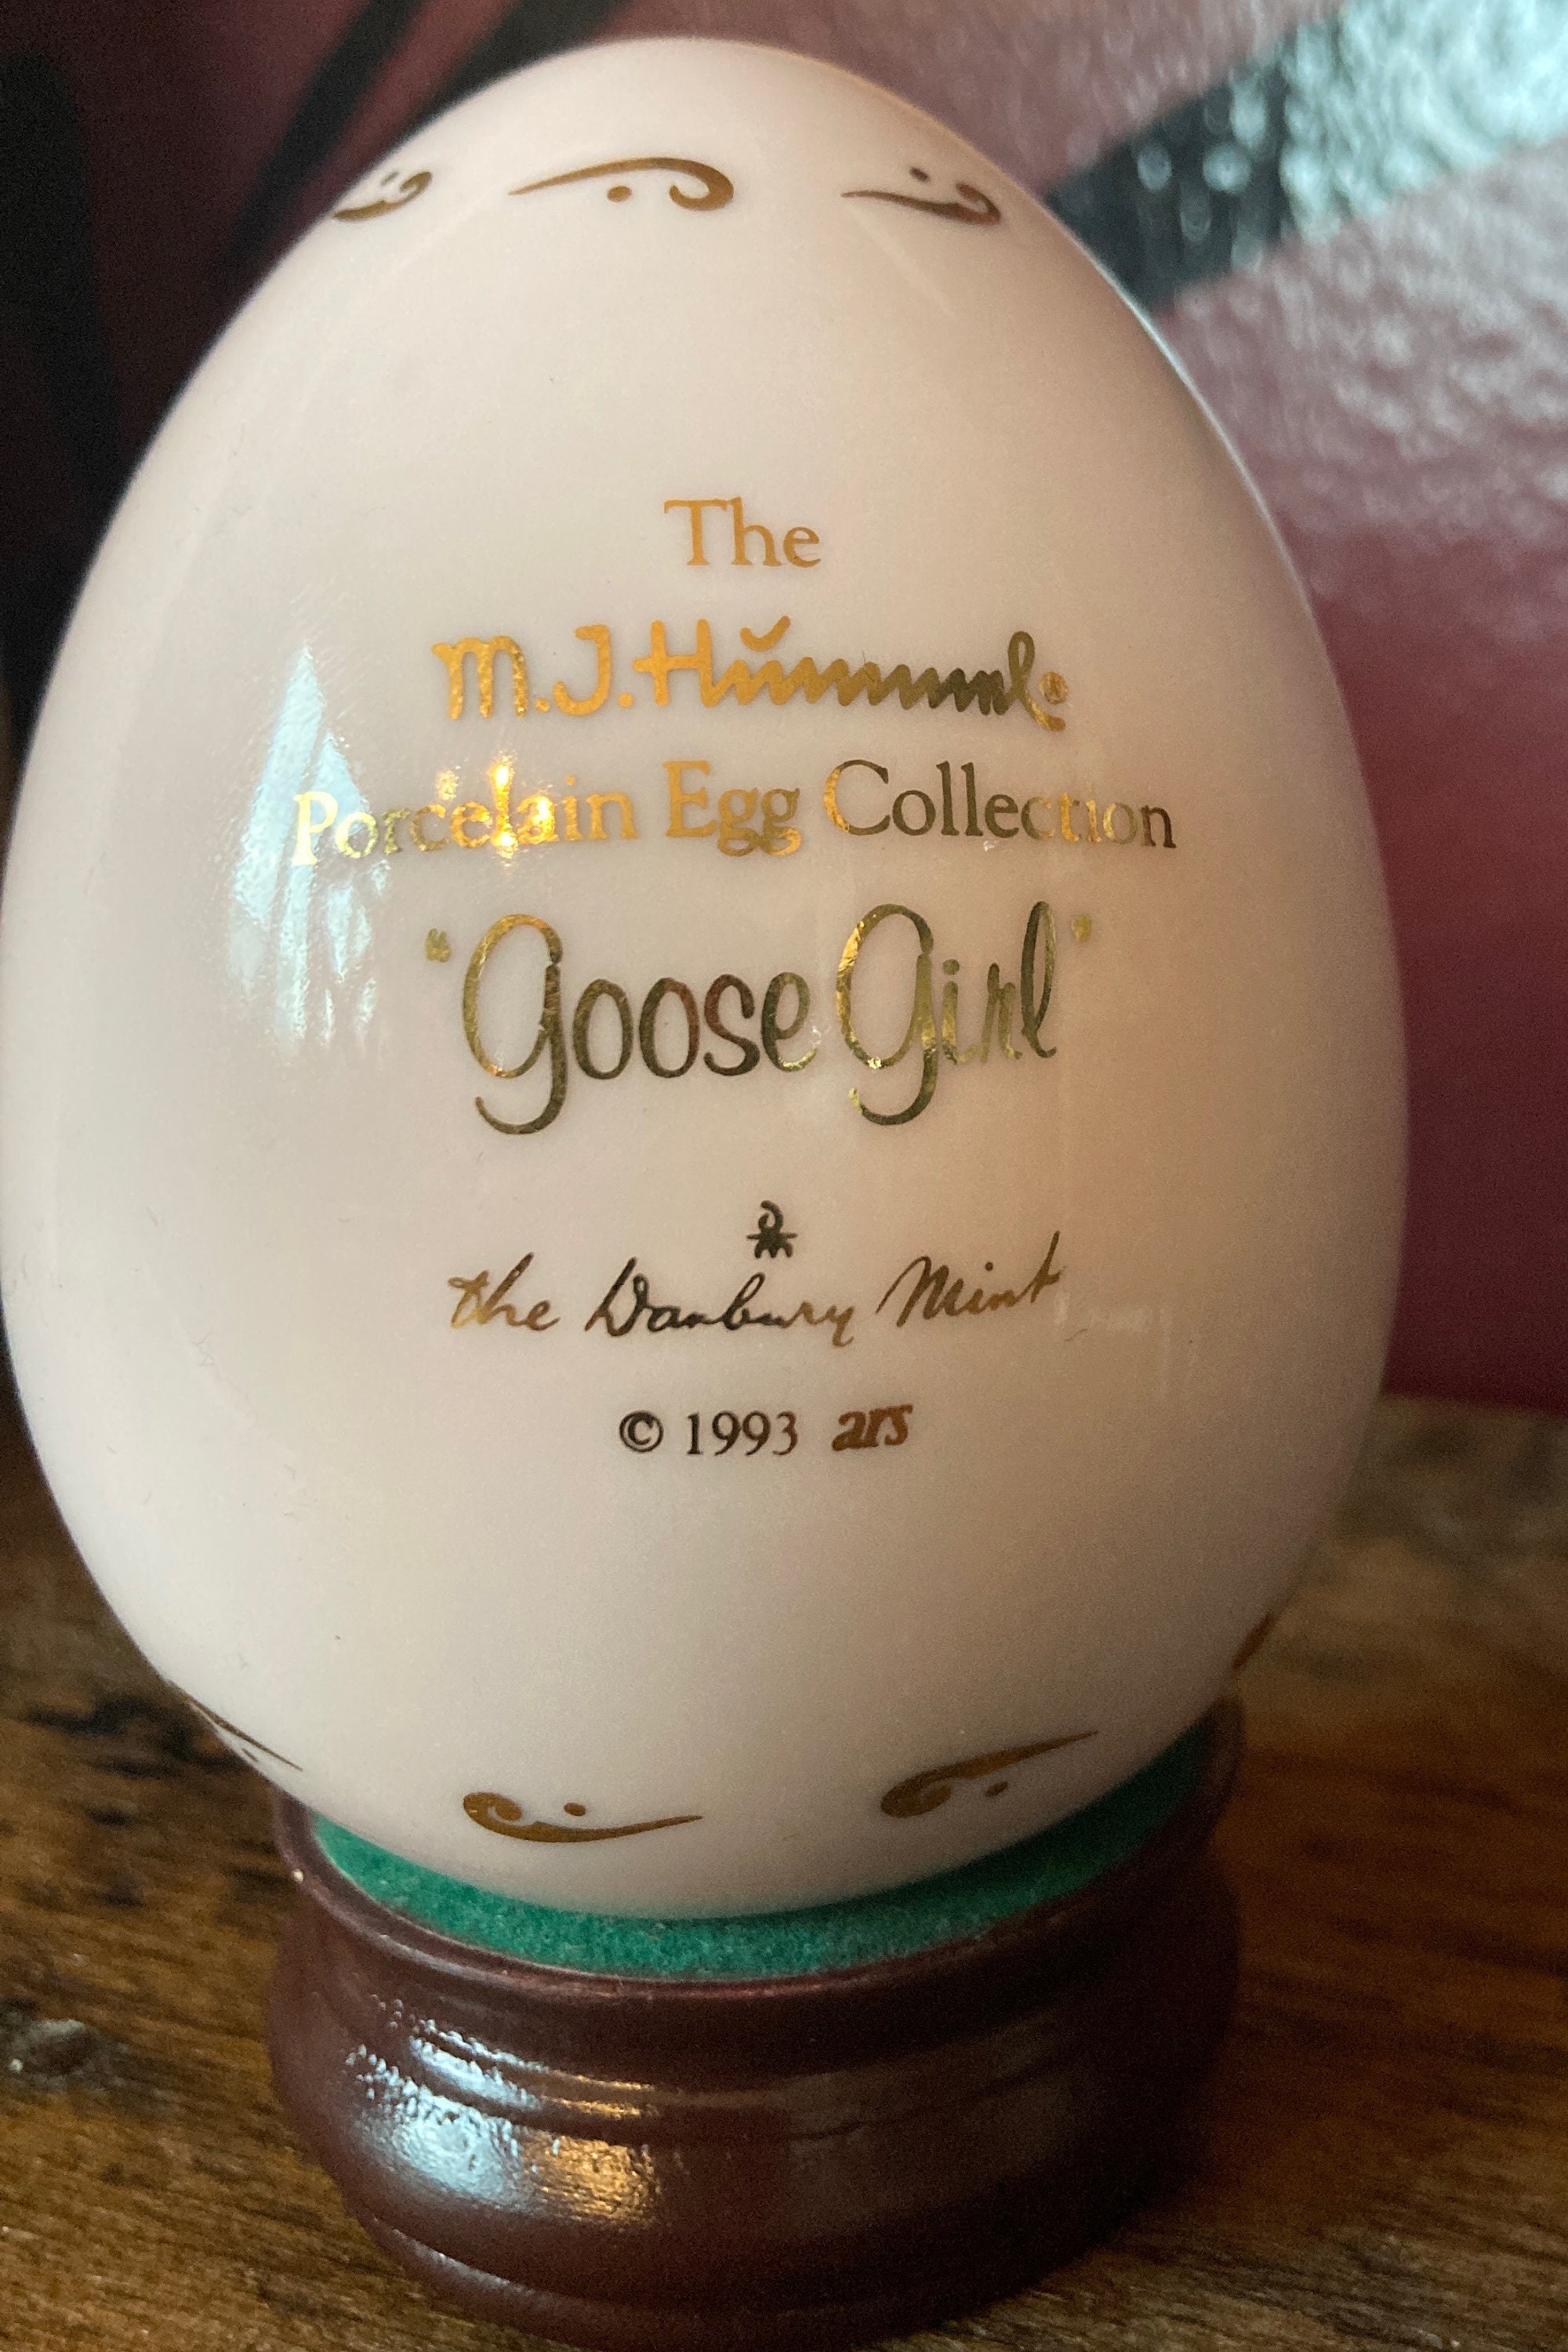 The
M.J.Hummel®
Porcelain Egg Collection
“Goose Girl”
the Danbury Mint
© 1993 ars